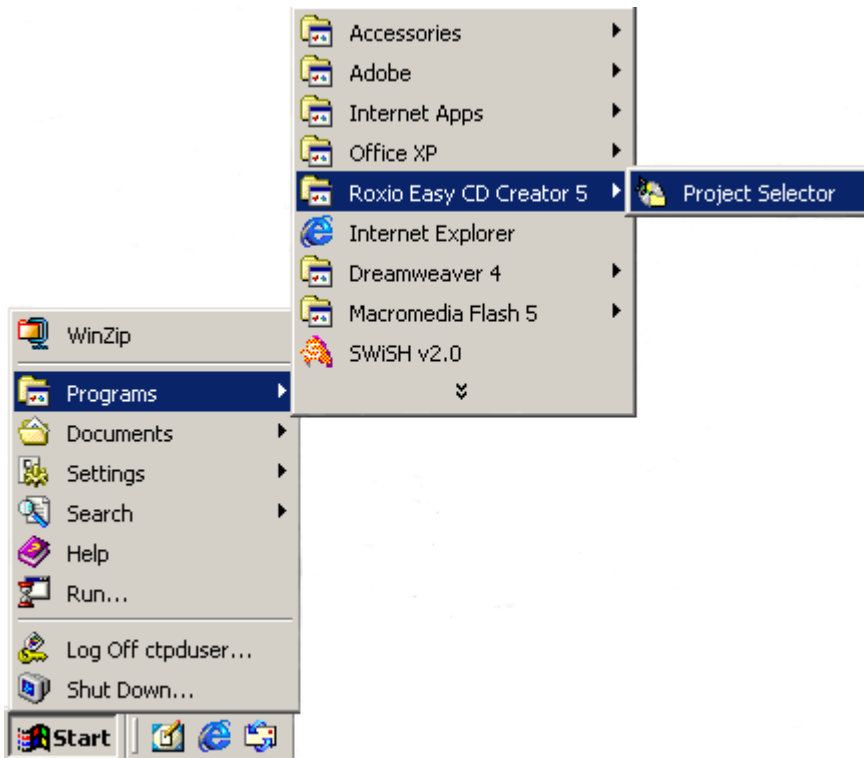 Accessories
Adobe
Internet Apps
Office XP
Roxio Easy CD Creator 5
Project Selector
Internet Explorer
Dreamweaver 4
Macromedia Flash 5
SWiSH v2.0
WinZip
Programs
Documents
Settings
Search
Help
Run...
Log Off ctpduser...
Shut Down...
Start